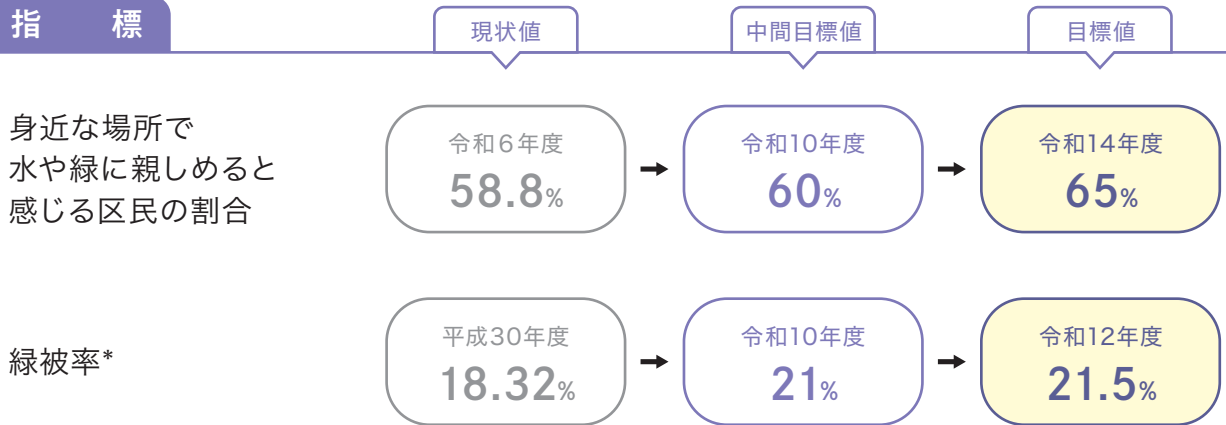 指標
現状値
中間目標値
目標値
身近な場所で
水や緑に親しめると
感じる区民の割合
令和6年度
58.8%
➡
令和10年度
60%
➡
令和14年度
65%
緑被率*
平成30年度
18.32%
➡
令和10年度
21%
➡
令和12年度
21.5%